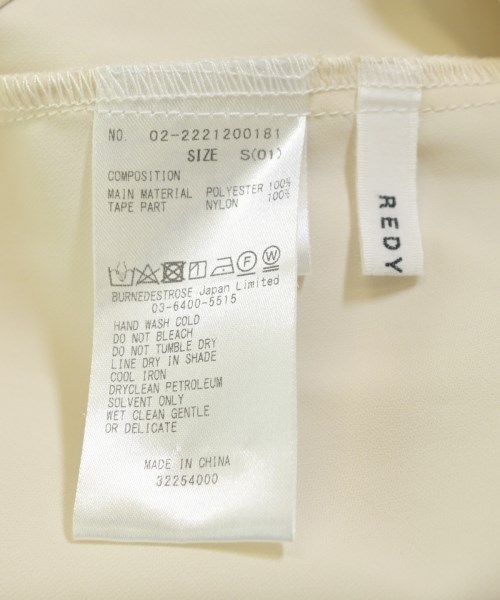 NO. 02-2221200181
SIZE S(01)
COMPOSITION
MAIN MATERIAL POLYESTER 100%
TAPE PART NYLON 100%
F W
BURNEDESTROSE Japan Limited
03-6400-5515
HAND WASH COLD
DO NOT BLEACH
DO NOT TUMBLE DRY
LINE DRY IN SHADE
COOL IRON
DRYCLEAN PETROLEUM
SOLVENT ONLY
WET CLEAN GENTLE
OR DELICATE
MADE IN CHINA
32254000
REDY